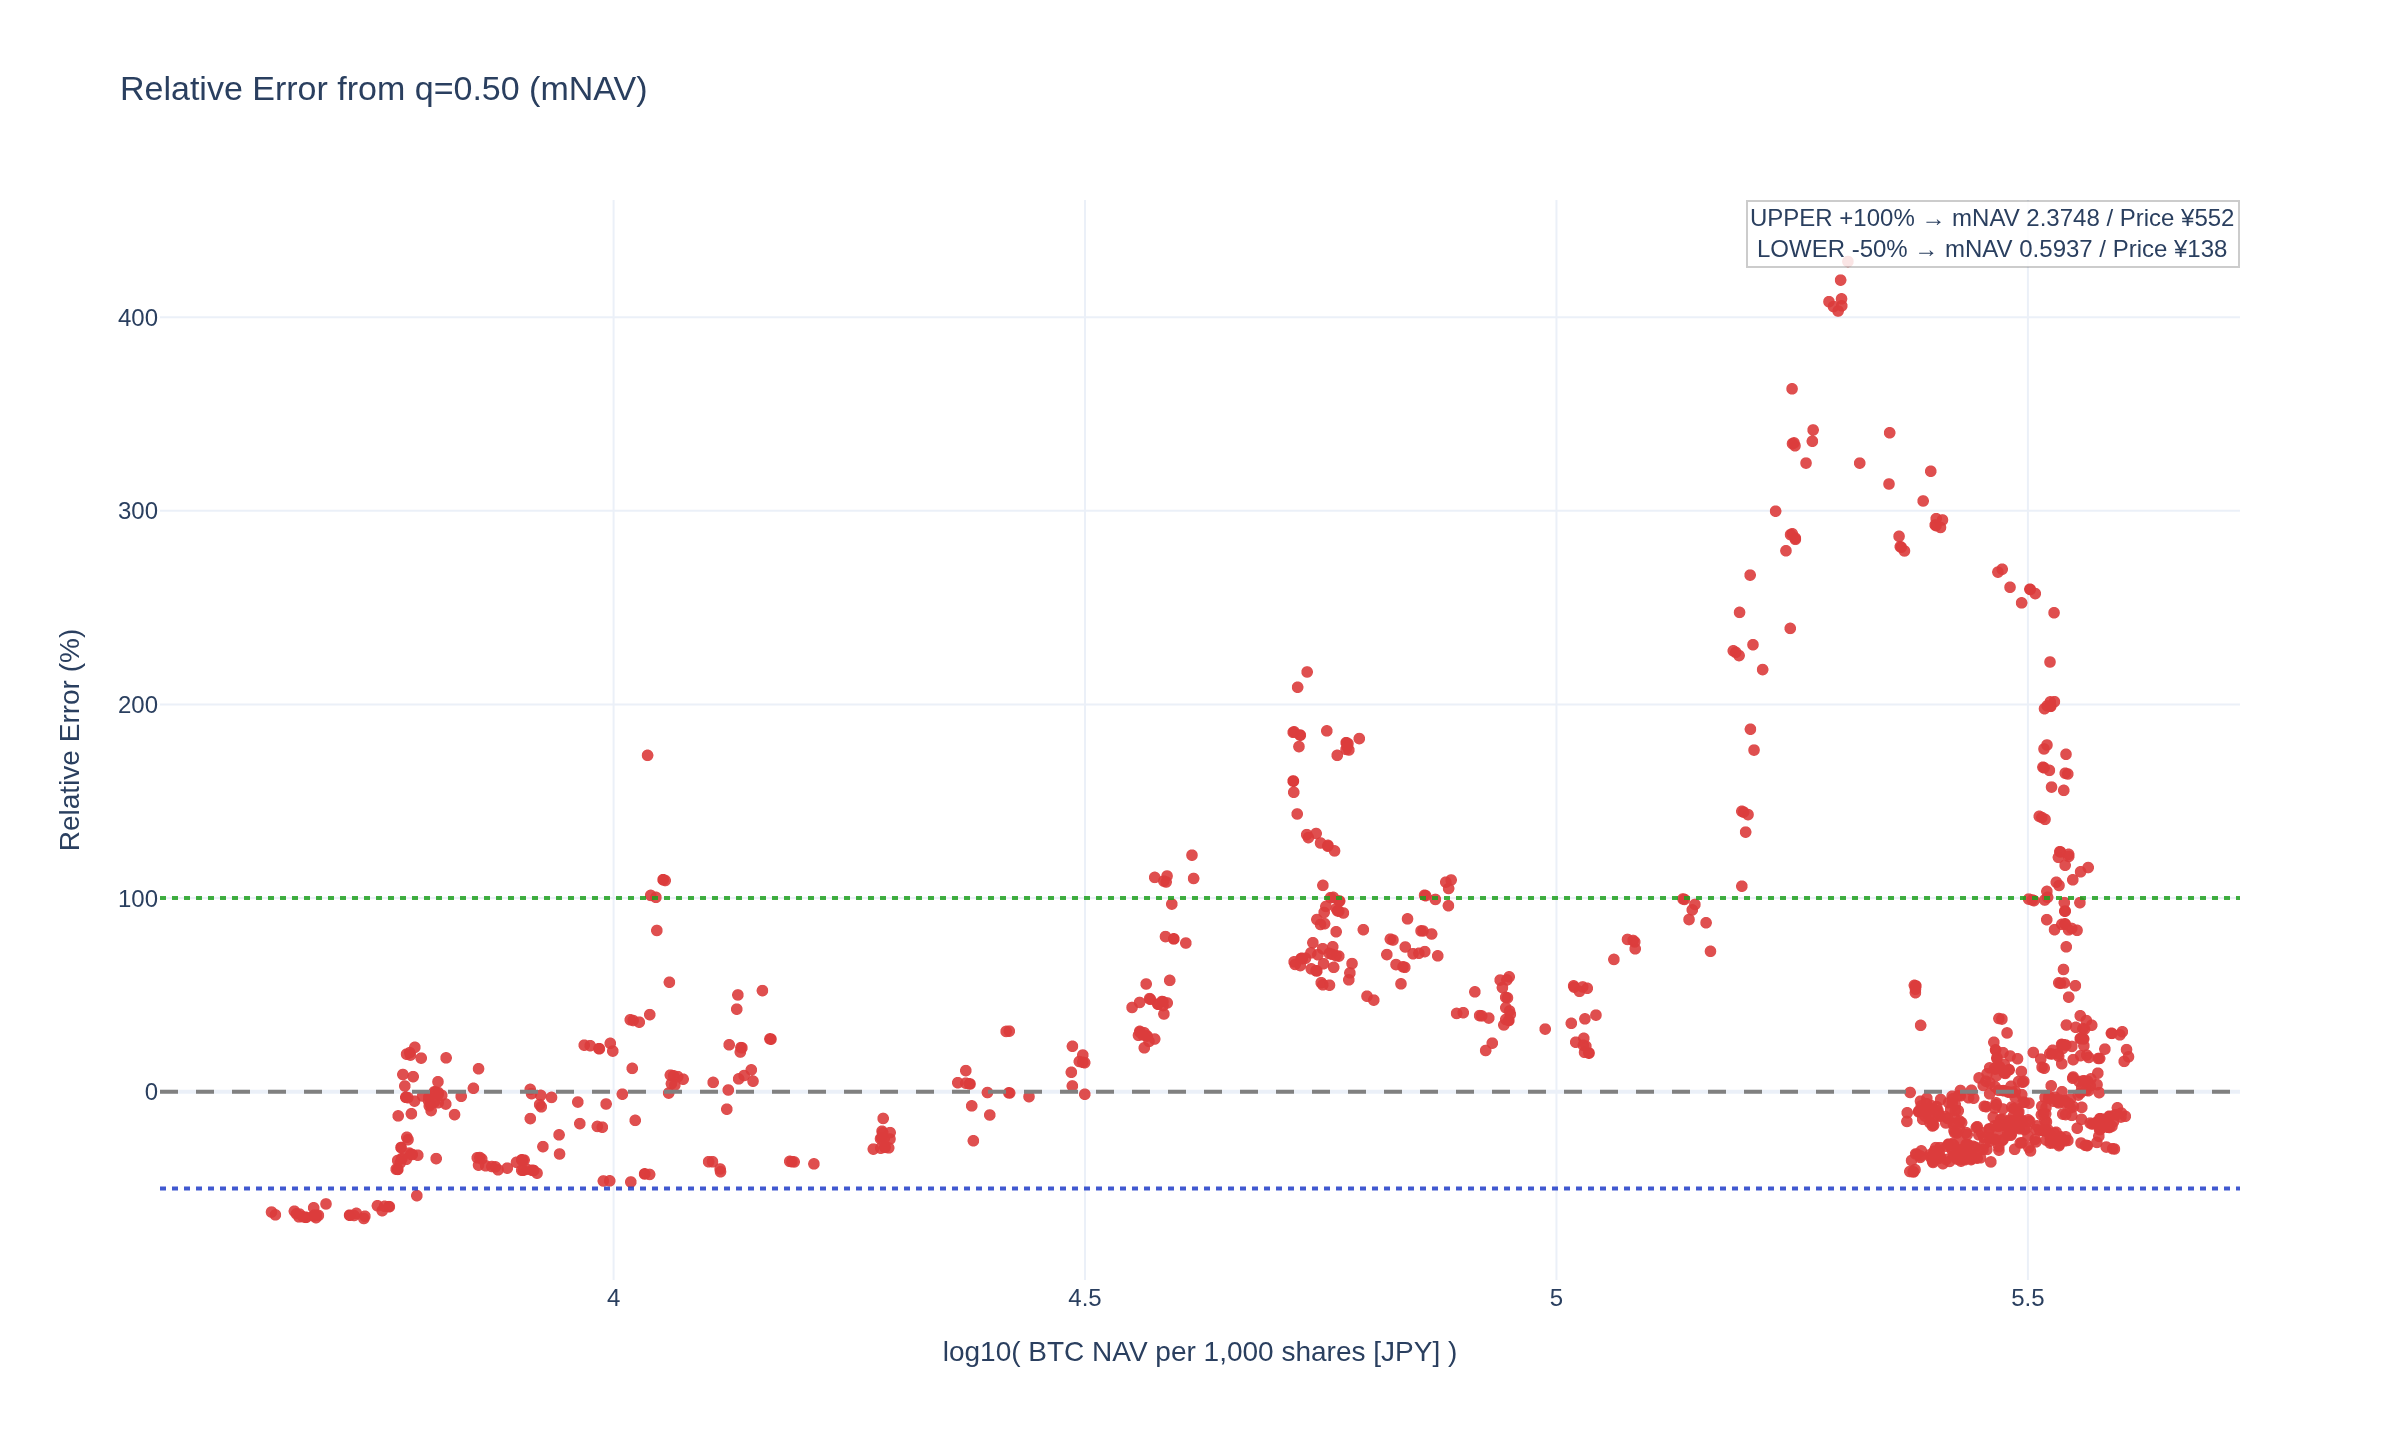 Relative Error from q=0.50 (mNAV)
UPPER +100% → mNAV 2.3748 / Price ¥552
LOWER -50% → mNAV 0.5937 / Price ¥138
400
300
200
100
0
Relative Error (%)
4
4.5
5
5.5
log10( BTC NAV per 1,000 shares [JPY] )